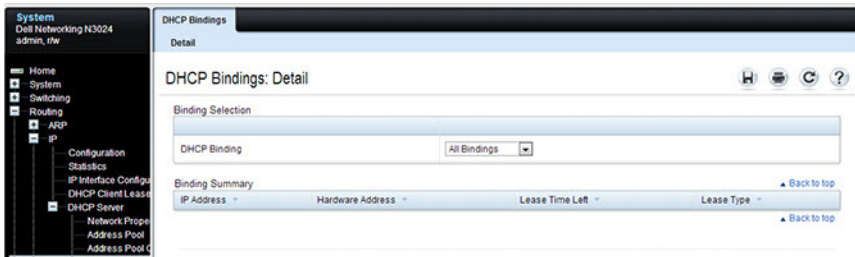 System
Dell Networking N3024
admin, r/w
Home
System
Switching
Routing
ARP
IP
Configuration
Statistics
IP Interface Configu
DHCP Client Lease
DHCP Server
Network Prope
Address Pool
Address Pool C
DHCP Bindings
Detail
DHCP Bindings: Detail
Binding Selection
DHCP Binding
All Bindings
Binding Summary
Back to top
IP Address
Hardware Address
Lease Time Left
Lease Type
Back to top